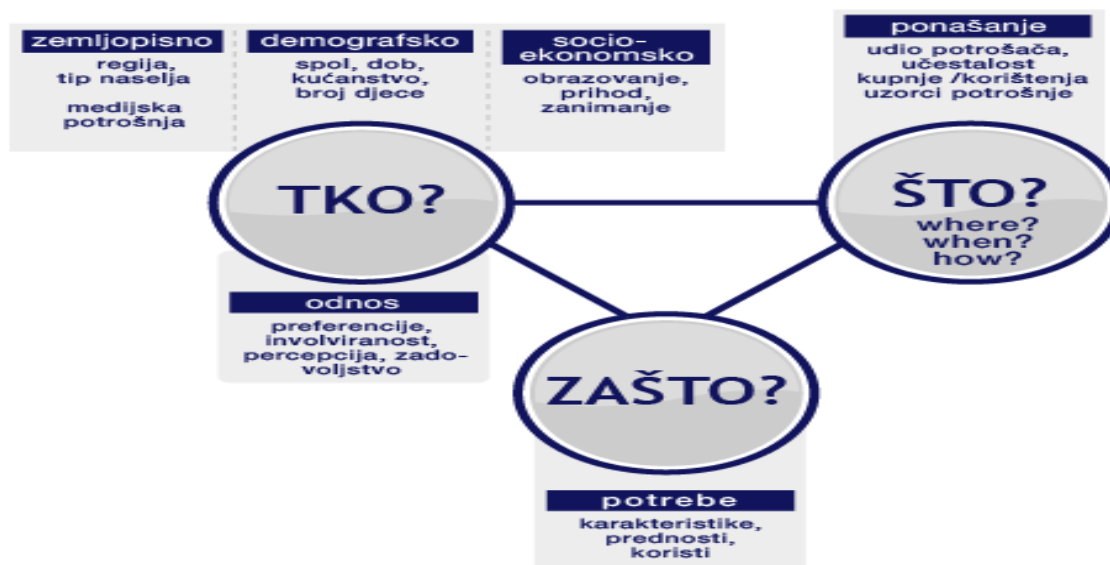 zemljopisno
regija,
tip naselja
medijska
potrošnja
demografsko
spol, dob,
kućanstvo,
broj djece
socio-
ekonomsko
obrazovanje,
prihod,
zanimanje
ponašanje
udio potrošača,
učestalost
kupnje /korištenja
uzorci potrošnje
TKO?
ŠTO?
where?
when?
how?
odnos
preferencije,
involviranost,
percepcija, zado-
voljstvo
ZAŠTO?
potrebe
karakteristike,
prednosti,
koristi